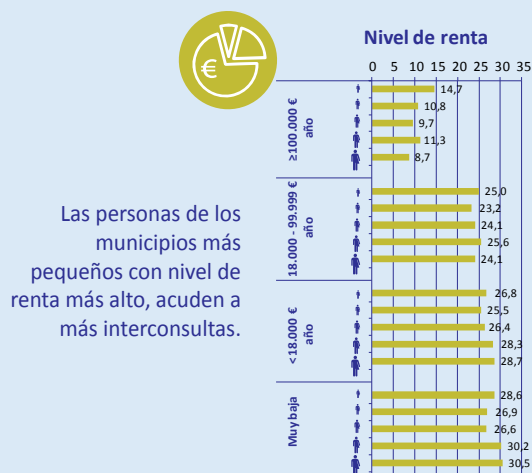 €
Nivel de renta
0 5 10 15 20 25 30 35
≥100.000 €
año
14,7
10,8
9,7
11,3
8,7
18.000 - 99.999 €
año
25,0
23,2
24,1
25,6
24,1
<18.000 €
año
26,8
25,5
26,4
28,3
28,7
Muy baja
28,6
26,9
26,6
30,2
30,5
Las personas de los
municipios más
pequeños con nivel de
renta más alto, acuden a
más interconsultas.